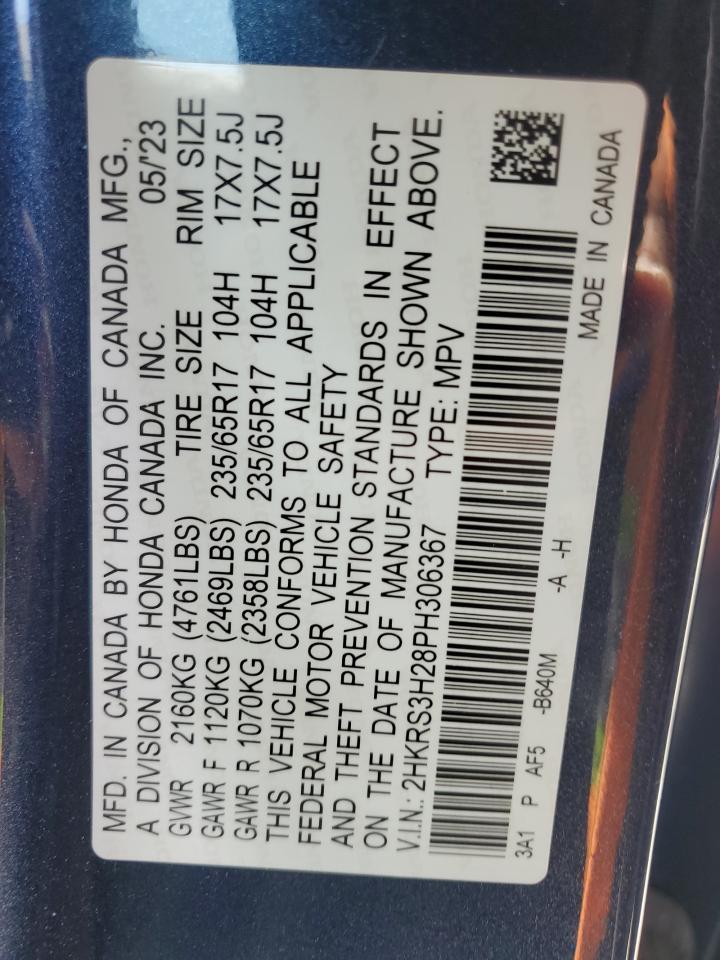 MFD. IN CANADA BY HONDA OF CANADA MFG.,
A DIVISION OF HONDA CANADA INC. 05/'23
GVWR 2160KG (4761LBS) TIRE SIZE RIM SIZE
GAWR F 1120KG (2469LBS) 235/65R17 104H 17X7.5J
GAWR R 1070KG (2358LBS) 235/65R17 104H 17X7.5J
THIS VEHICLE CONFORMS TO ALL APPLICABLE
FEDERAL MOTOR VEHICLE SAFETY
AND THEFT PREVENTION STANDARDS IN EFFECT
ON THE DATE OF MANUFACTURE SHOWN ABOVE.
V.I.N.: 2HKRS3H28PH306367 TYPE: MPV
3A1 P AF5 -B640M -A -H MADE IN CANADA